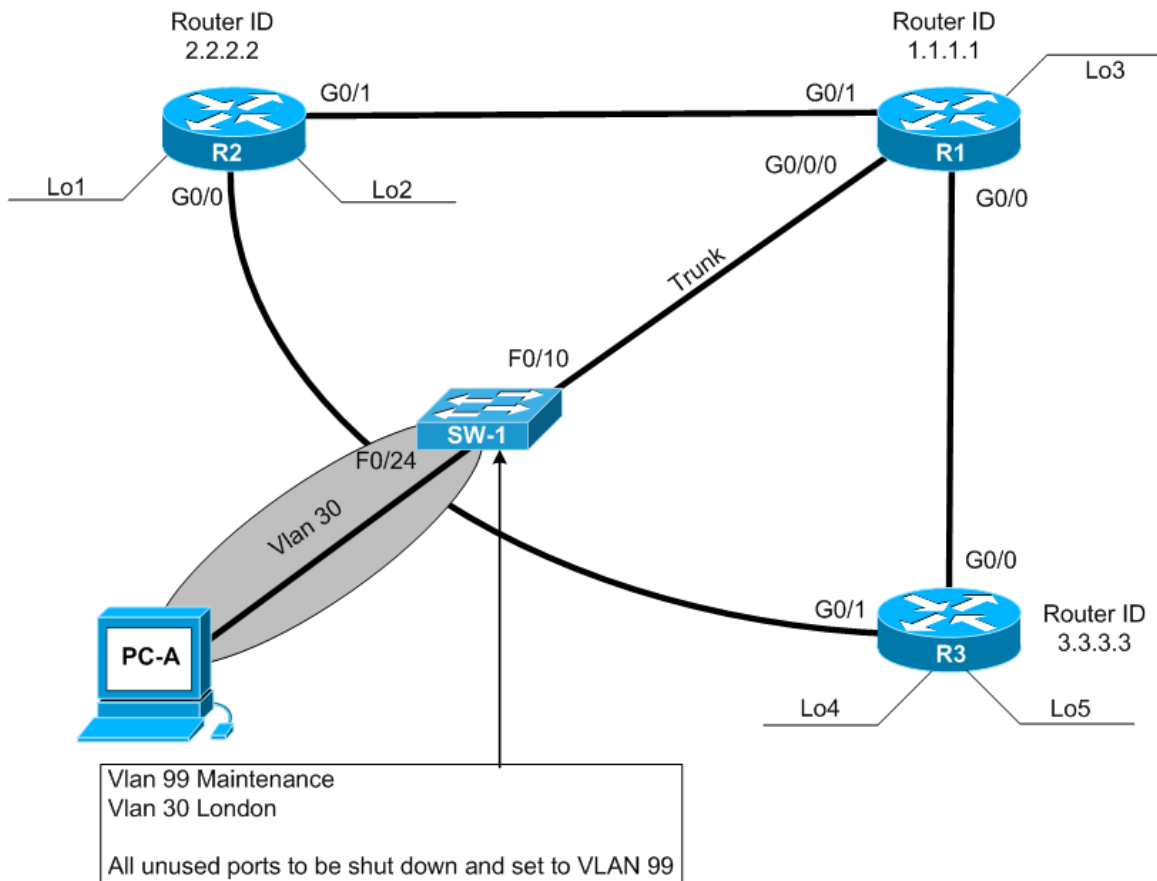 Router ID
2.2.2.2
Router ID
1.1.1.1
Lo3
G0/1
G0/1
R2
R1
Lo1
G0/0
Lo2
G0/0/0
G0/0
Trunk
F0/10
SW-1
F0/24
Vlan 30
G0/0
G0/1
Router ID
3.3.3.3
R3
PC-A
Lo4
Lo5
Vlan 99 Maintenance
Vlan 30 London
All unused ports to be shut down and set to VLAN 99